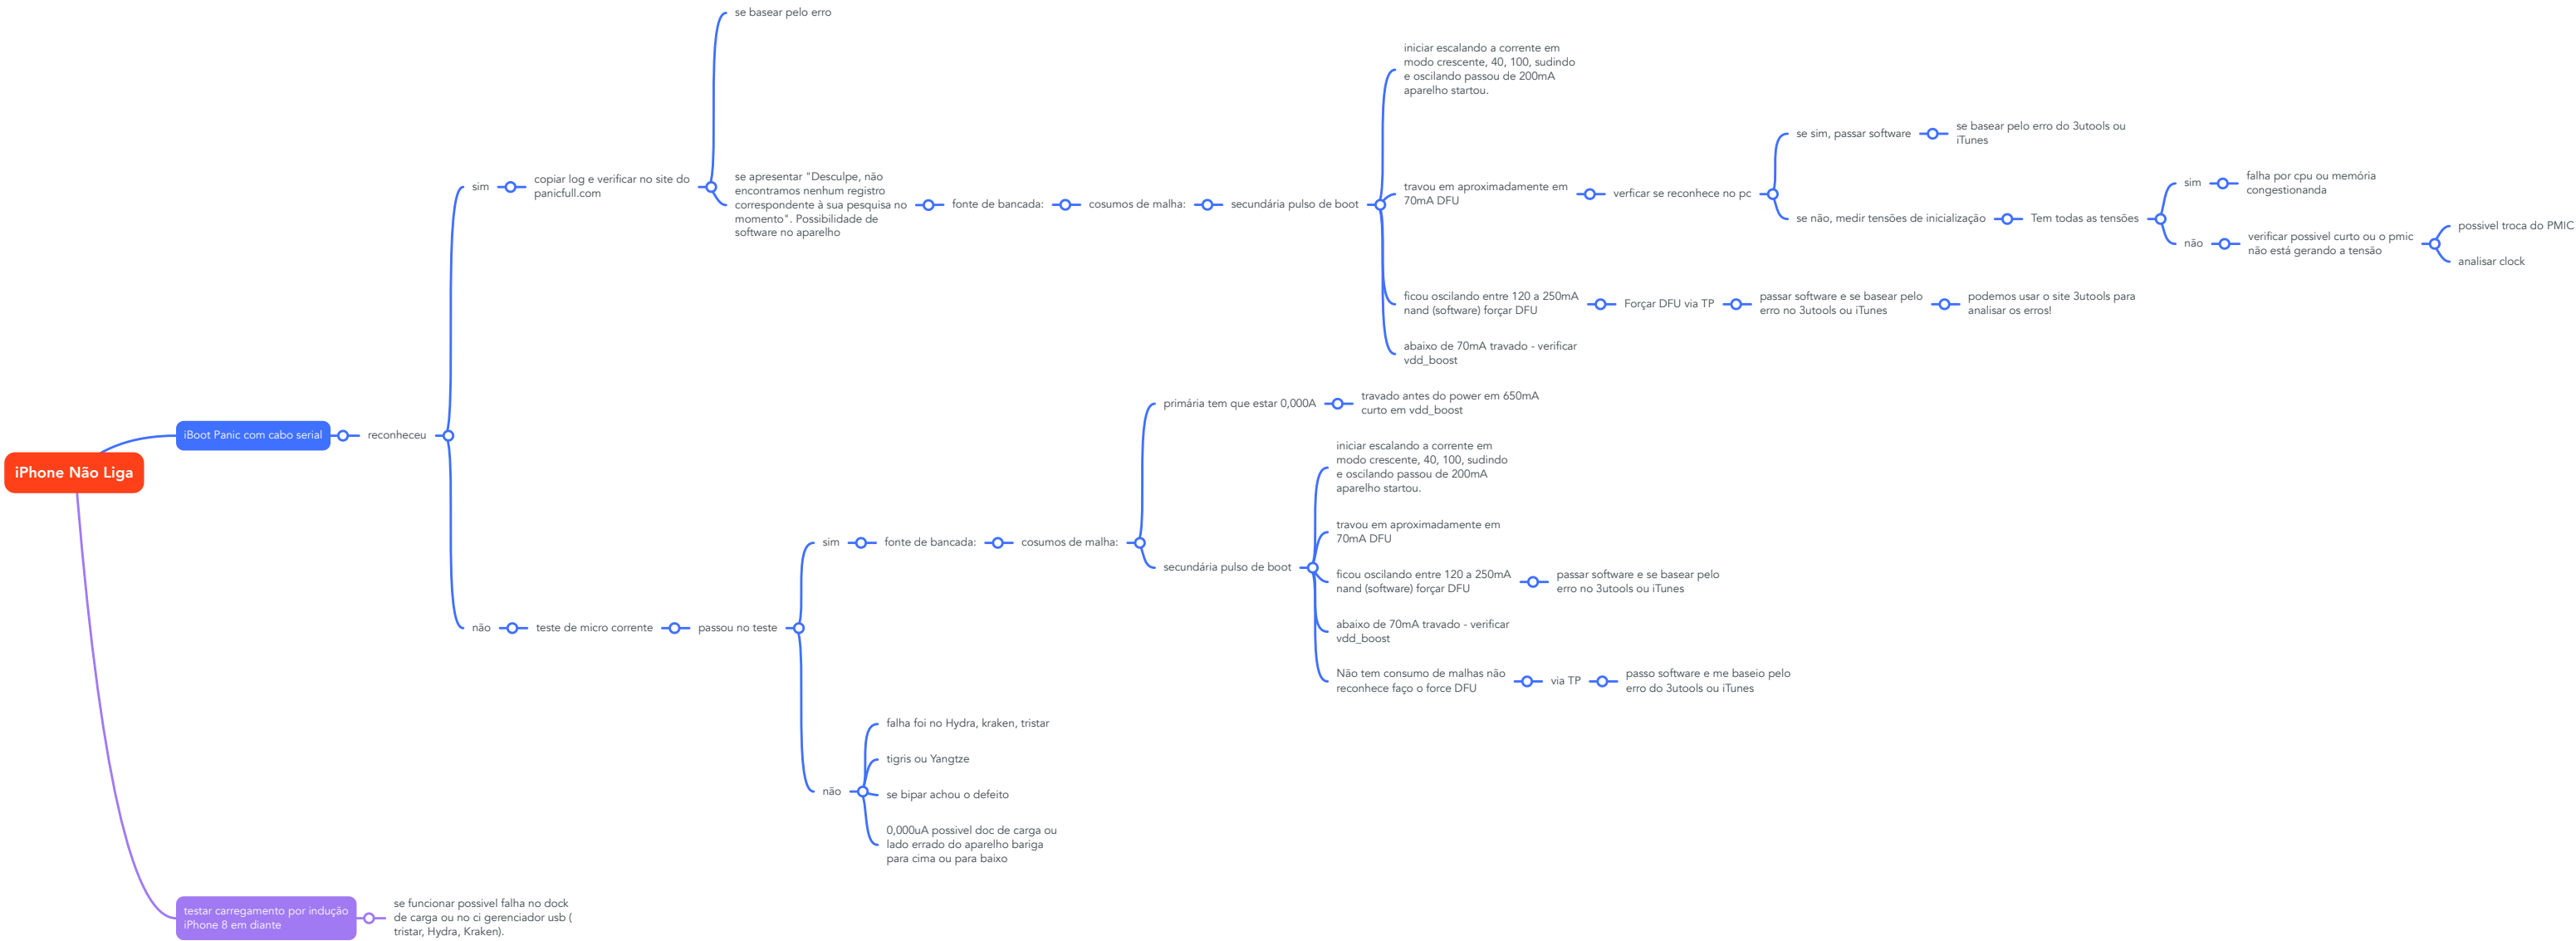 iPhone Não Liga
iBoot Panic com cabo serial
reconheceu
sim
copiar log e verificar no site do
panicfull.com
se basear pelo erro
se apresentar "Desculpe, não
encontramos nenhum registro
correspondente à sua pesquisa no
momento". Possibilidade de
software no aparelho
fonte de bancada:
cosumos de malha:
secundária pulso de boot
iniciar escalando a corrente em
modo crescente, 40, 100, sudindo
e oscilando passou de 200mA
aparelho startou.
travou em aproximadamente em
70mA DFU
verficar se reconhece no pc
se sim, passar software
se basear pelo erro do 3utools ou
iTunes
se não, medir tensões de inicialização
Tem todas as tensões
sim
falha por cpu ou memória
congestionanda
não
verificar possivel curto ou o pmic
não está gerando a tensão
possivel troca do PMIC
analisar clock
ficou oscilando entre 120 a 250mA
nand (software) forçar DFU
Forçar DFU via TP
passar software e se basear pelo
erro no 3utools ou iTunes
podemos usar o site 3utools para
analisar os erros!
abaixo de 70mA travado - verificar
vdd_boost
não
teste de micro corrente
passou no teste
sim
fonte de bancada:
cosumos de malha:
primária tem que estar 0,000A
travado antes do power em 650mA
curto em vdd_boost
secundária pulso de boot
iniciar escalando a corrente em
modo crescente, 40, 100, sudindo
e oscilando passou de 200mA
aparelho startou.
travou em aproximadamente em
70mA DFU
ficou oscilando entre 120 a 250mA
nand (software) forçar DFU
passar software e se basear pelo
erro no 3utools ou iTunes
abaixo de 70mA travado - verificar
vdd_boost
Não tem consumo de malhas não
reconhece faço o force DFU
via TP
passo software e me baseio pelo
erro do 3utools ou iTunes
não
falha foi no Hydra, kraken, tristar
tigris ou Yangtze
se bipar achou o defeito
0,000uA possivel doc de carga ou
lado errado do aparelho bariga
para cima ou para baixo
testar carregamento por indução
iPhone 8 em diante
se funcionar possivel falha no dock
de carga ou no ci gerenciador usb (
tristar, Hydra, Kraken).